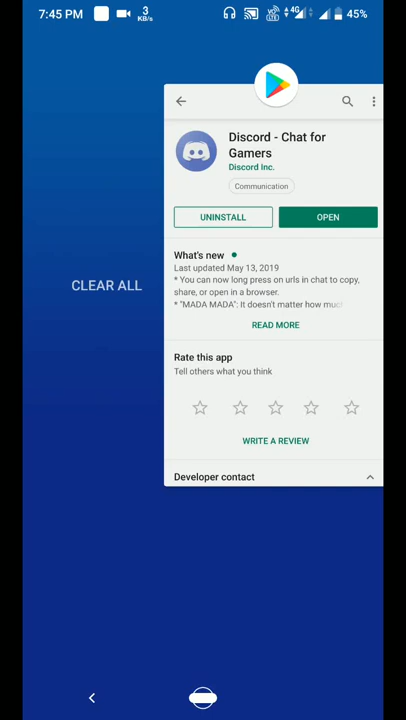 7:45 PM 3 KB/s VO LTE 4G 45%
Discord - Chat for
Gamers
Discord Inc.
Communication
UNINSTALL OPEN
CLEAR ALL
What's new
Last updated May 13, 2019
* You can now long press on urls in chat to copy,
share, or open in a browser.
* "MADA MADA": It doesn't matter how muc
READ MORE
Rate this app
Tell others what you think
WRITE A REVIEW
Developer contact